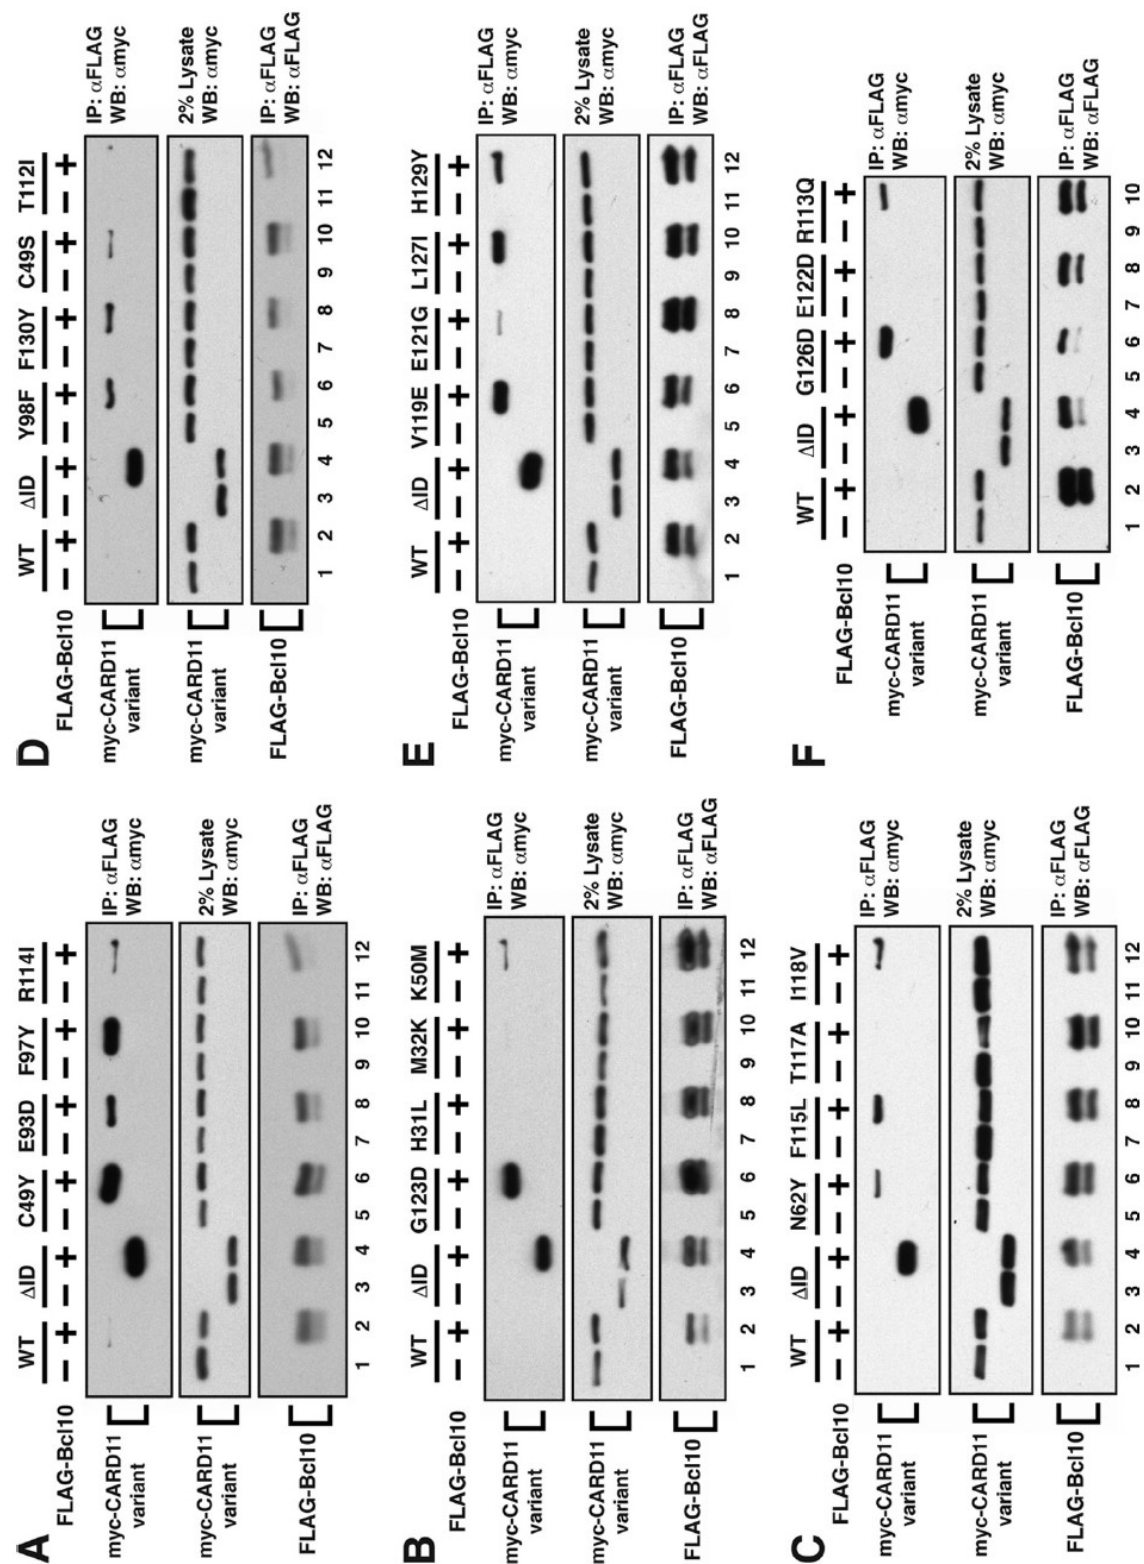 A
WT ΔID C49Y E93D F97Y R114I
FLAG-Bcl10 − + − + − + − + − + − +
myc-CARD11 variant
IP: αFLAG
WB: αmyc
myc-CARD11 variant
2% Lysate
WB: αmyc
FLAG-Bcl10
IP: αFLAG
WB: αFLAG
1 2 3 4 5 6 7 8 9 10 11 12
B
WT ΔID G123D H31L M32K K50M
FLAG-Bcl10 − + − + − + − + − + − +
myc-CARD11 variant
IP: αFLAG
WB: αmyc
myc-CARD11 variant
2% Lysate
WB: αmyc
FLAG-Bcl10
IP: αFLAG
WB: αFLAG
1 2 3 4 5 6 7 8 9 10 11 12
C
WT ΔID N62Y F115L T117A I118V
FLAG-Bcl10 − + − + − + − + − + − +
myc-CARD11 variant
IP: αFLAG
WB: αmyc
myc-CARD11 variant
2% Lysate
WB: αmyc
FLAG-Bcl10
IP: αFLAG
WB: αFLAG
1 2 3 4 5 6 7 8 9 10 11 12
D
WT ΔID Y98F F130Y C49S T112I
FLAG-Bcl10 − + − + − + − + − + − +
myc-CARD11 variant
IP: αFLAG
WB: αmyc
myc-CARD11 variant
2% Lysate
WB: αmyc
FLAG-Bcl10
IP: αFLAG
WB: αFLAG
1 2 3 4 5 6 7 8 9 10 11 12
E
WT ΔID V119E E121G L127I H129Y
FLAG-Bcl10 − + − + − + − + − + − +
myc-CARD11 variant
IP: αFLAG
WB: αmyc
myc-CARD11 variant
2% Lysate
WB: αmyc
FLAG-Bcl10
IP: αFLAG
WB: αFLAG
1 2 3 4 5 6 7 8 9 10 11 12
F
WT ΔID G126D E122D R113Q
FLAG-Bcl10 − + − + − + − + − +
myc-CARD11 variant
IP: αFLAG
WB: αmyc
myc-CARD11 variant
2% Lysate
WB: αmyc
FLAG-Bcl10
IP: αFLAG
WB: αFLAG
1 2 3 4 5 6 7 8 9 10